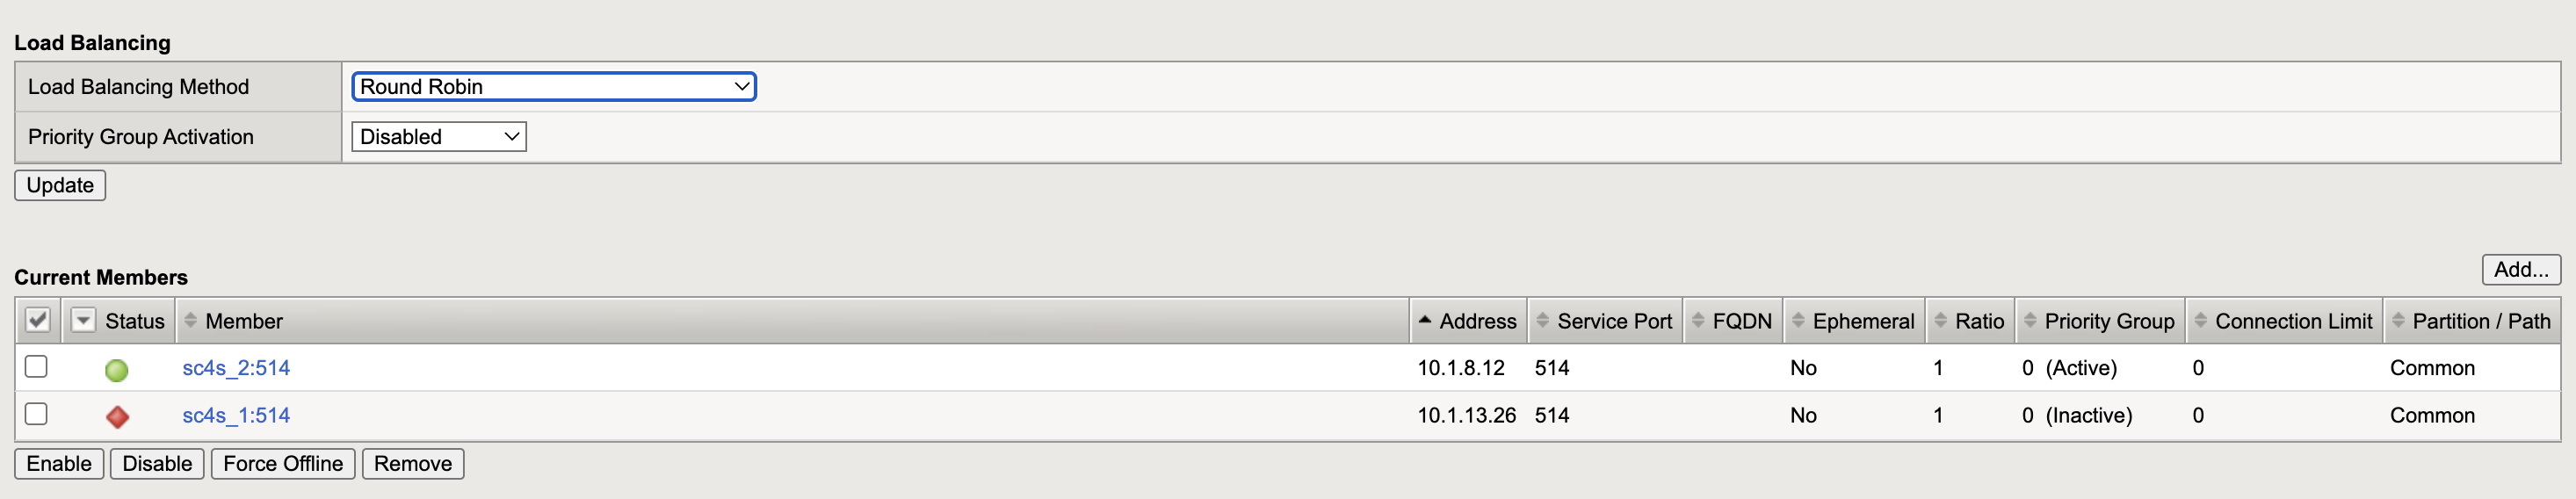 Load Balancing
Load Balancing Method Round Robin
Priority Group Activation Disabled
Update
Current Members Add...
Status Member Address Service Port FQDN Ephemeral Ratio Priority Group Connection Limit Partition / Path
sc4s_2:514 10.1.8.12 514 No 1 0 (Active) 0 Common
sc4s_1:514 10.1.13.26 514 No 1 0 (Inactive) 0 Common
Enable Disable Force Offline Remove